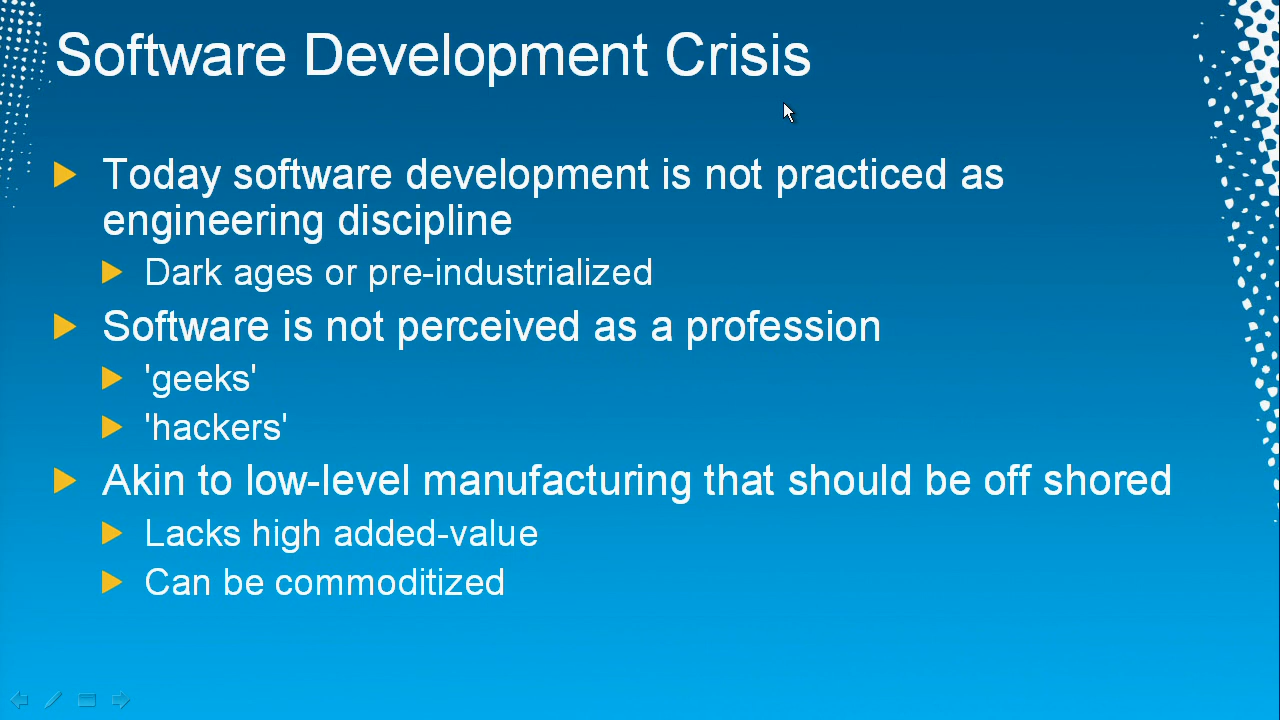 Software Development Crisis
Today software development is not practiced as
engineering discipline
Dark ages or pre-industrialized
Software is not perceived as a profession
'geeks'
'hackers'
Akin to low-level manufacturing that should be off shored
Lacks high added-value
Can be commoditized